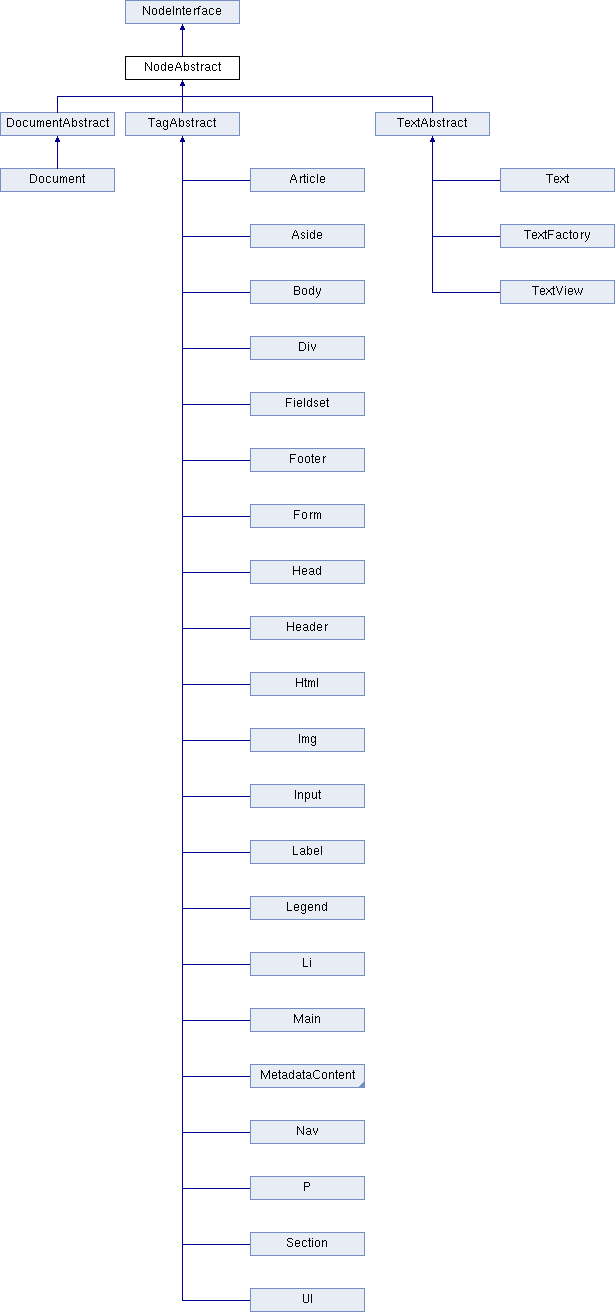 NodeInterface
NodeAbstract
DocumentAbstract
TagAbstract
TextAbstract
Document
Article
Text
Aside
TextFactory
Body
TextView
Div
Fieldset
Footer
Form
Head
Header
Html
Img
Input
Label
Legend
Li
Main
MetadataContent
Nav
P
Section
Ul